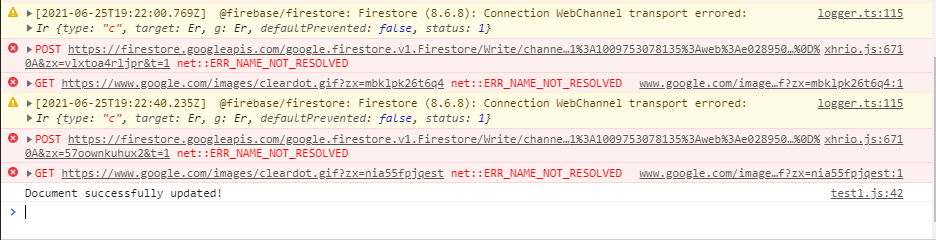 [2021-06-25T19:22:00.769Z] @firebase/firestore: Firestore (8.6.8): Connection WebChannel transport errored: logger.ts:115
Ir {type: "c", target: Er, g: Er, defaultPrevented: false, status: 1}
POST https://firestore.googleapis.com/google.firestore.v1.Firestore/Write/channe…1%3A1009753078135%3Aweb%3Ae028950…%0D% xhrio.js:671
0A&zx=vlxtoa4rljpr&t=1 net::ERR_NAME_NOT_RESOLVED
GET https://www.google.com/images/cleardot.gif?zx=mbklpk26t6q4 net::ERR_NAME_NOT_RESOLVED www.google.com/image…f?zx=mbklpk26t6q4:1
[2021-06-25T19:22:40.235Z] @firebase/firestore: Firestore (8.6.8): Connection WebChannel transport errored: logger.ts:115
Ir {type: "c", target: Er, g: Er, defaultPrevented: false, status: 1}
POST https://firestore.googleapis.com/google.firestore.v1.Firestore/Write/channe…1%3A1009753078135%3Aweb%3Ae028950…%0D% xhrio.js:671
0A&zx=57oownkuhux2&t=1 net::ERR_NAME_NOT_RESOLVED
GET https://www.google.com/images/cleardot.gif?zx=nia55fpjqest net::ERR_NAME_NOT_RESOLVED www.google.com/image…f?zx=nia55fpjqest:1
Document successfully updated! test1.js:42